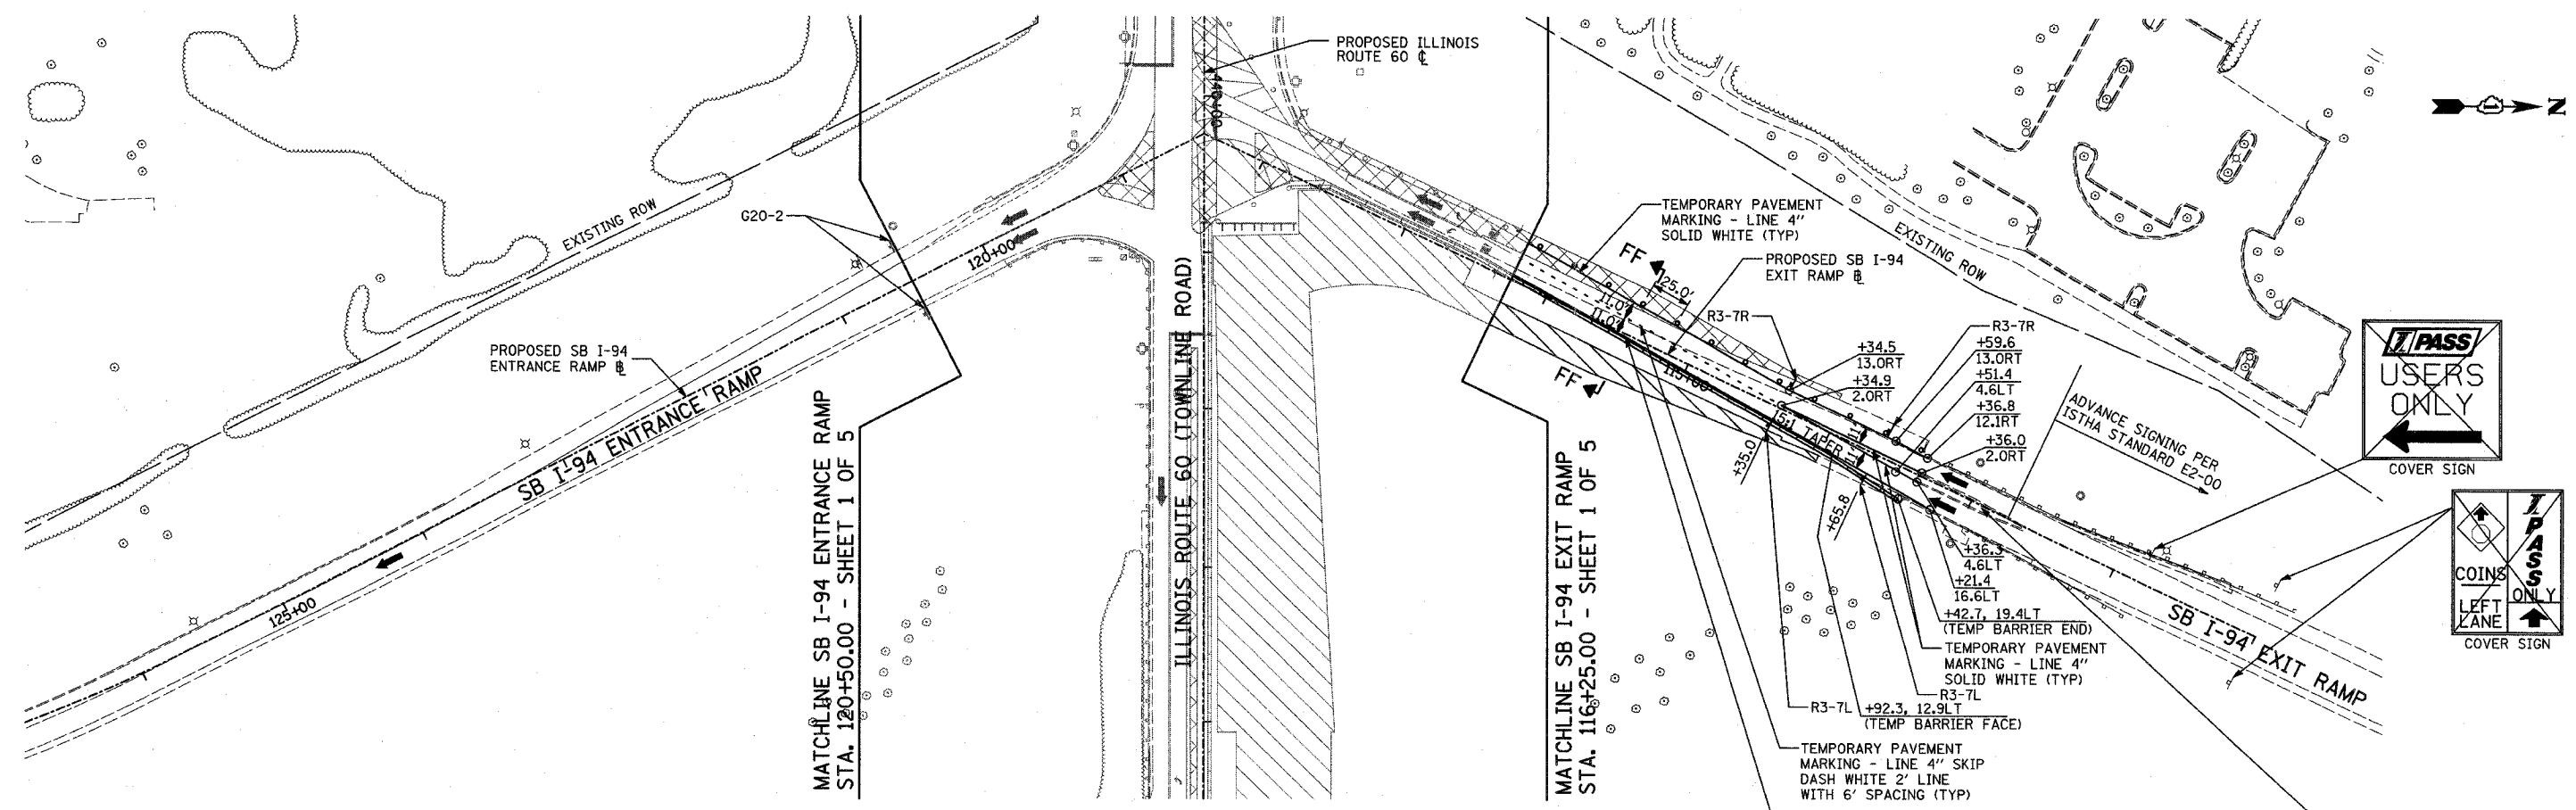 PROPOSED ILLINOIS
ROUTE 60 ℄
N
EXISTING ROW
G20-2
120+00
PROPOSED SB I-94
ENTRANCE RAMP
SB I-94 ENTRANCE RAMP
125+00
MATCHLINE SB I-94 ENTRANCE RAMP
STA. 120+50.00 - SHEET 1 OF 5
ILLINOIS ROUTE 60 (TOWNLINE ROAD)
MATCHLINE SB I-94 EXIT RAMP
STA. 116+25.00 - SHEET 1 OF 5
TEMPORARY PAVEMENT
MARKING - LINE 4"
SOLID WHITE (TYP)
EXISTING ROW
FF
25.0'
PROPOSED SB I-94
EXIT RAMP
11.0'
11.0'
R3-7R
FF
115+00
+34.5
13.0RT
+34.9
2.0RT
R3-7R
+59.6
13.0RT
+51.4
4.6LT
+36.8
12.1RT
+36.0
2.0RT
15:1 TAPER
11'
11'
+35.0
+65.8
ADVANCE SIGNING PER
ISTHA STANDARD E2-00
I PASS
USERS
ONLY
COVER SIGN
COINS
LEFT
LANE
I
P
A
S
S
ONLY
COVER SIGN
+36.3
4.6LT
+21.4
16.6LT
+42.7, 19.4LT
(TEMP BARRIER END)
TEMPORARY PAVEMENT
MARKING - LINE 4"
SOLID WHITE (TYP)
R3-7L
R3-7L
+92.3, 12.9LT
(TEMP BARRIER FACE)
SB I-94 EXIT RAMP
TEMPORARY PAVEMENT
MARKING - LINE 4" SKIP
DASH WHITE 2' LINE
WITH 6' SPACING (TYP)